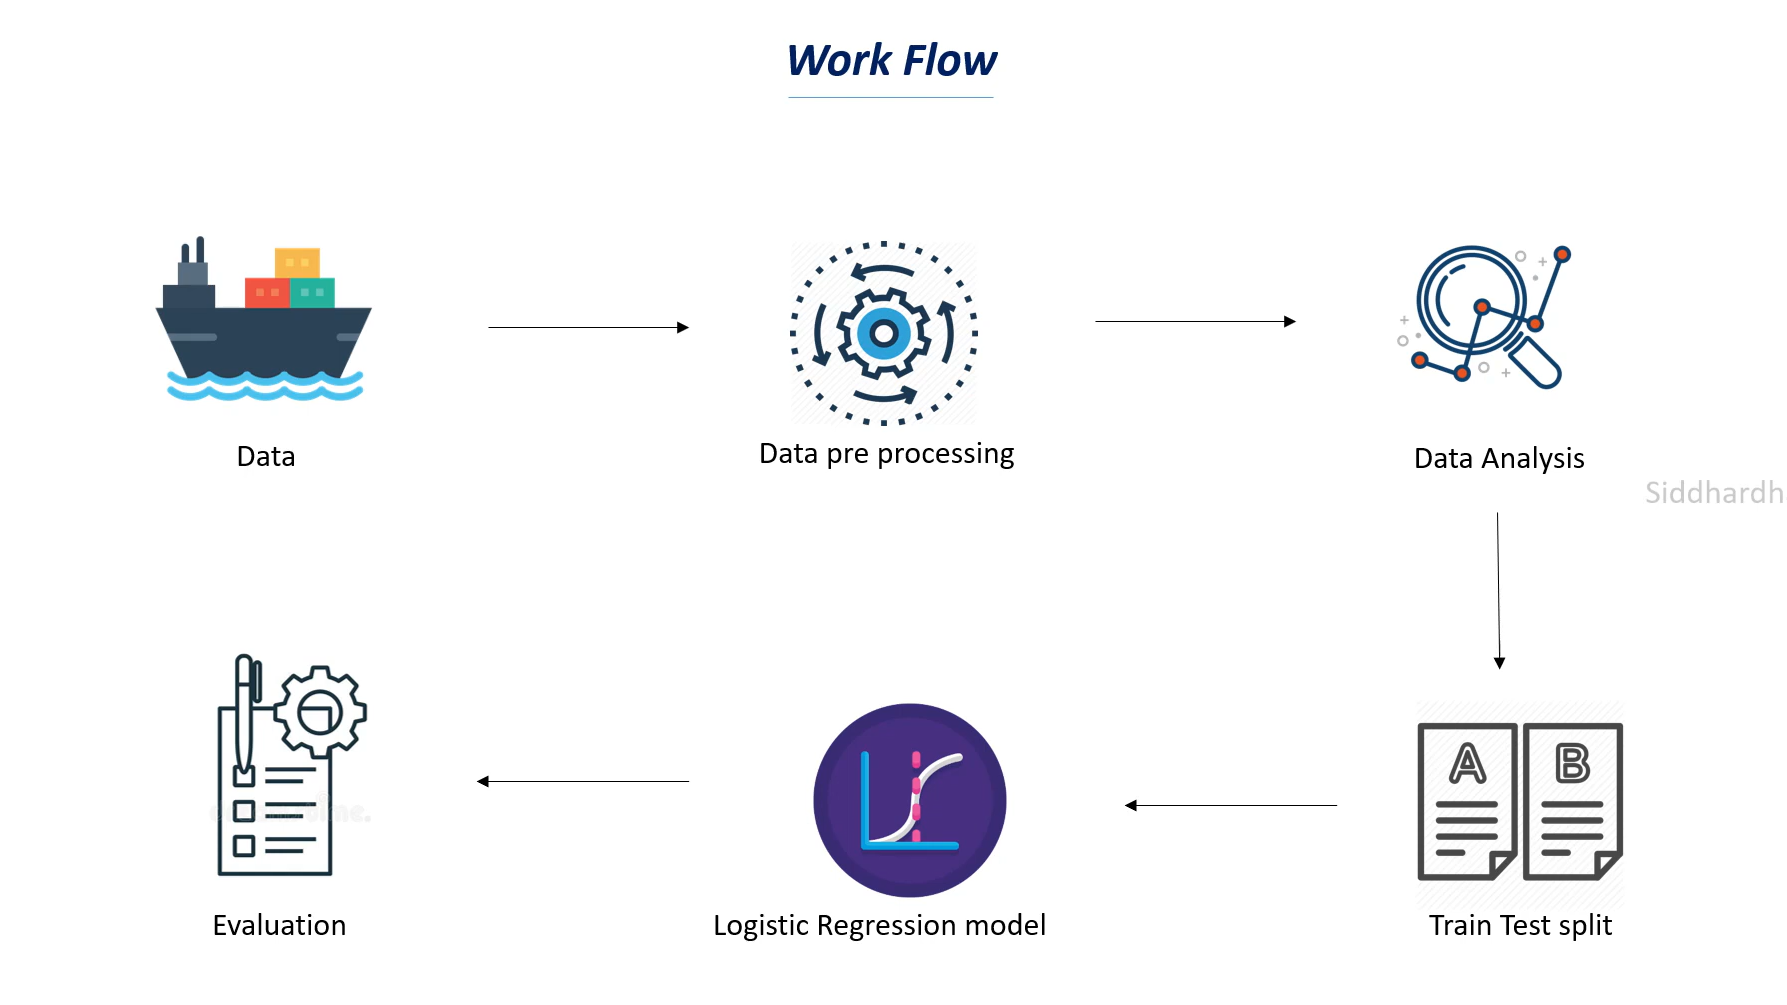 Work Flow
Data
Data pre processing
Data Analysis
Siddhardh
A
B
Evaluation
Logistic Regression model
Train Test split